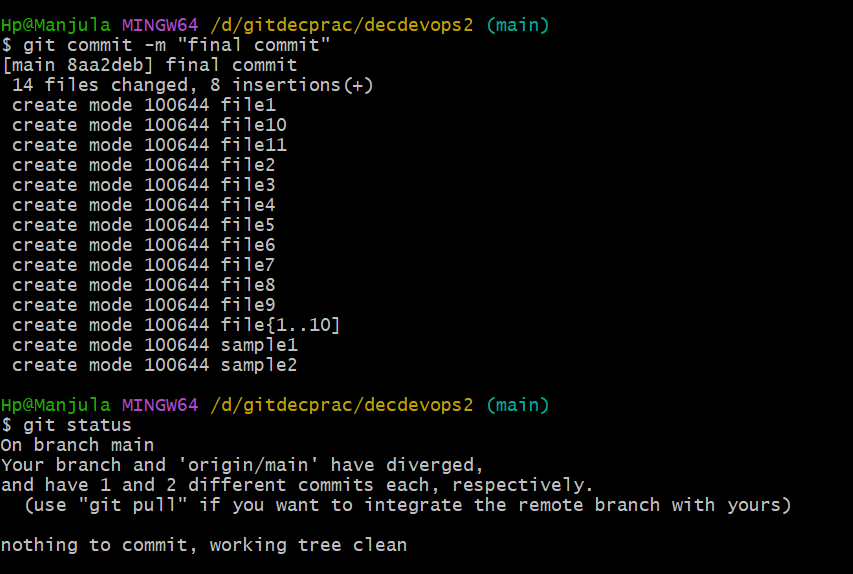 Hp@Manjula MINGW64 /d/gitdecprac/decdevops2 (main)
$ git commit -m "final commit"
[main 8aa2deb] final commit
 14 files changed, 8 insertions(+)
 create mode 100644 file1
 create mode 100644 file10
 create mode 100644 file11
 create mode 100644 file2
 create mode 100644 file3
 create mode 100644 file4
 create mode 100644 file5
 create mode 100644 file6
 create mode 100644 file7
 create mode 100644 file8
 create mode 100644 file9
 create mode 100644 file{1..10]
 create mode 100644 sample1
 create mode 100644 sample2
Hp@Manjula MINGW64 /d/gitdecprac/decdevops2 (main)
$ git status
On branch main
Your branch and 'origin/main' have diverged,
and have 1 and 2 different commits each, respectively.
  (use "git pull" if you want to integrate the remote branch with yours)
nothing to commit, working tree clean